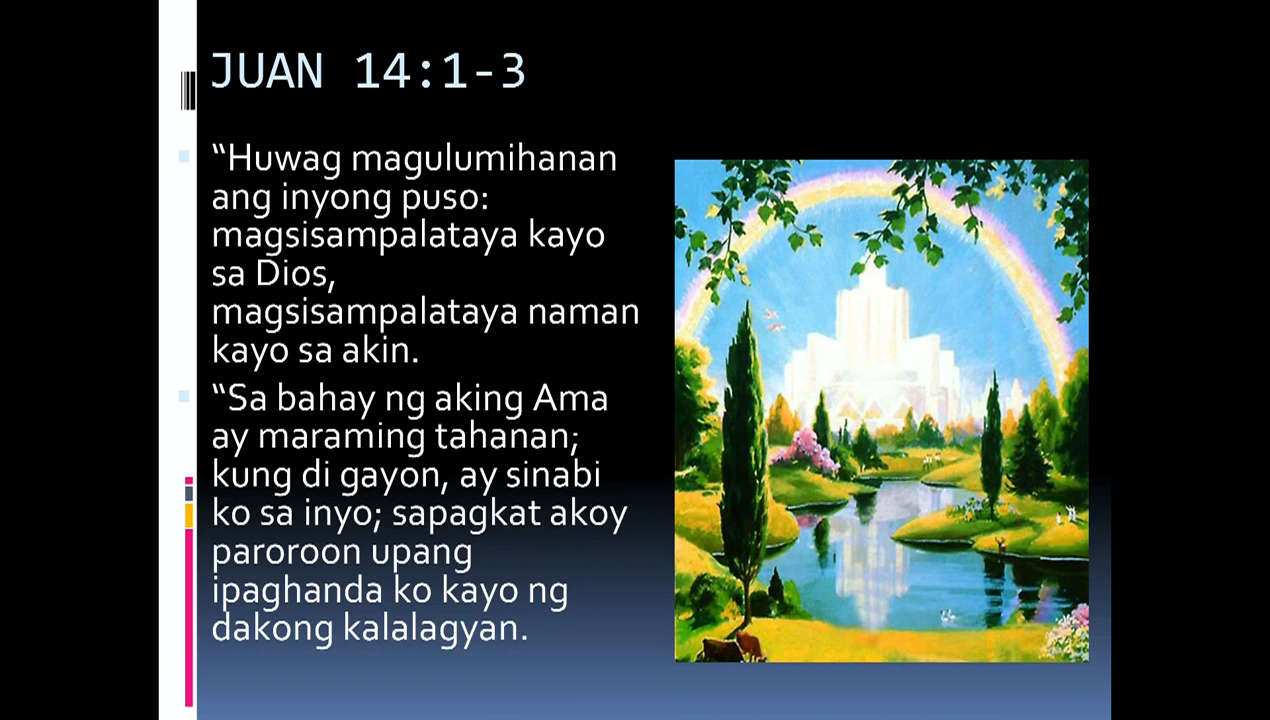 JUAN 14:1-3
“Huwag magulumihanan
ang inyong puso:
magsisampalataya kayo
sa Dios,
magsisampalataya naman
kayo sa akin.
“Sa bahay ng aking Ama
ay maraming tahanan;
kung di gayon, ay sinabi
ko sa inyo; sapagkat akoy
paroroon upang
ipaghanda ko kayo ng
dakong kalalagyan.